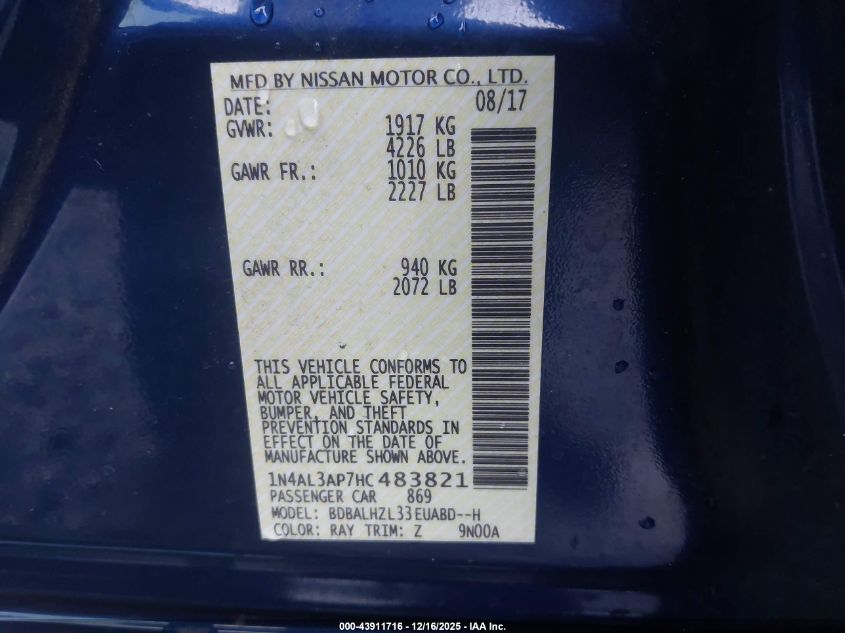 MFD BY NISSAN MOTOR CO., LTD.
DATE: 08/17
GVWR: 1917 KG
4226 LB
GAWR FR.: 1010 KG
2227 LB
GAWR RR.: 940 KG
2072 LB
THIS VEHICLE CONFORMS TO
ALL APPLICABLE FEDERAL
MOTOR VEHICLE SAFETY,
BUMPER, AND THEFT
PREVENTION STANDARDS IN
EFFECT ON THE DATE OF
MANUFACTURE SHOWN ABOVE.
1N4AL3AP7HC483821
PASSENGER CAR 869
MODEL: BDBALHZL33EUABD--H
COLOR: RAY TRIM: Z 9N00A
000-43911716 - 12/16/2025 - IAA Inc.